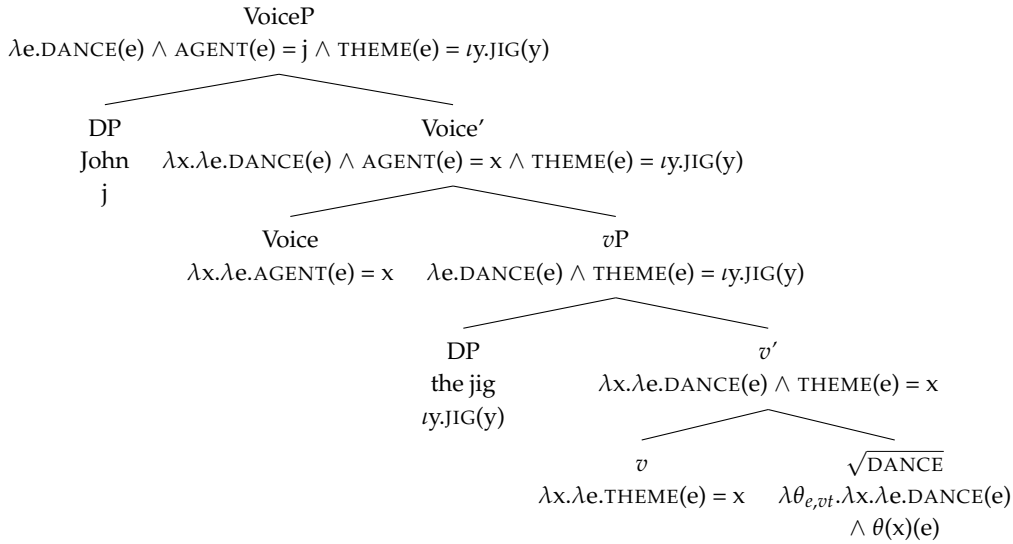 VoiceP
λe.DANCE(e) ∧ AGENT(e) = j ∧ THEME(e) = ιy.JIG(y)
DP Voice'
John λx.λe.DANCE(e) ∧ AGENT(e) = x ∧ THEME(e) = ιy.JIG(y)
j
Voice vP
λx.λe.AGENT(e) = x λe.DANCE(e) ∧ THEME(e) = ιy.JIG(y)
DP v'
the jig λx.λe.DANCE(e) ∧ THEME(e) = x
ιy.JIG(y)
v √DANCE
λx.λe.THEME(e) = x λθe,vt.λx.λe.DANCE(e)
∧ θ(x)(e)